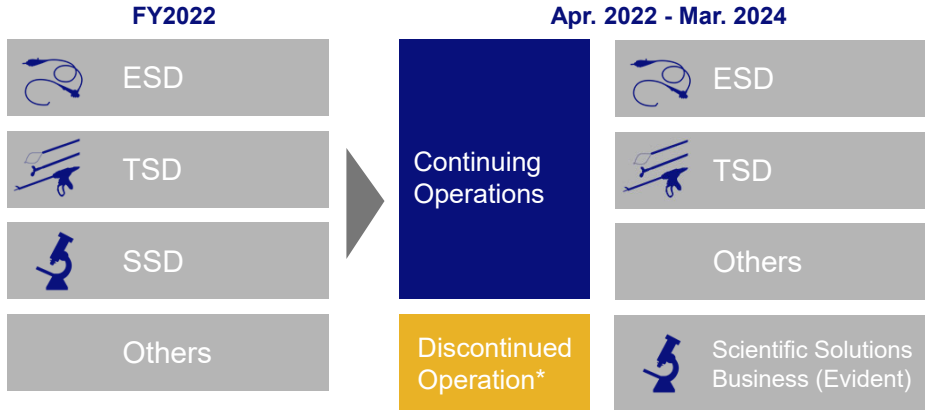 FY2022
ESD
TSD
SSD
Others
Apr. 2022 - Mar. 2024
Continuing
Operations
Discontinued
Operation*
ESD
TSD
Others
Scientific Solutions
Business (Evident)